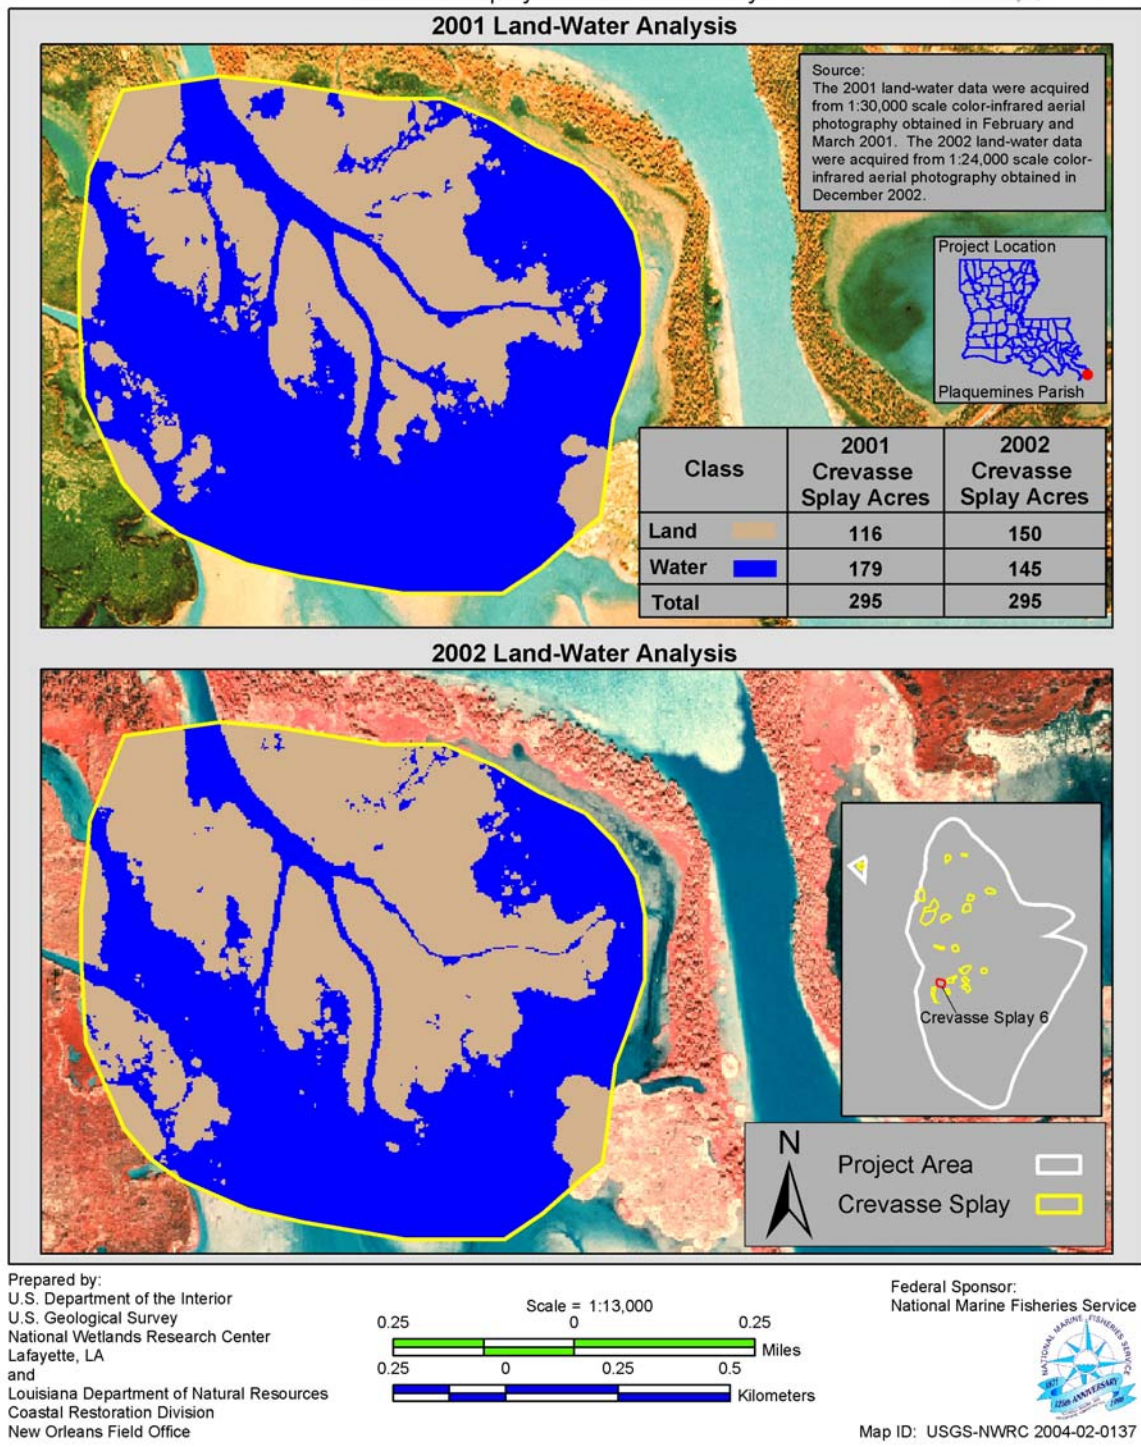 2001 Land-Water Analysis
Source:
The 2001 land-water data were acquired
from 1:30,000 scale color-infrared aerial
photography obtained in February and
March 2001. The 2002 land-water data
were acquired from 1:24,000 scale color-
infrared aerial photography obtained in
December 2002.
Project Location
Plaquemines Parish
Class
2001
Crevasse
Splay Acres
2002
Crevasse
Splay Acres
Land 116 150
Water 179 145
Total 295 295
2002 Land-Water Analysis
Crevasse Splay 6
N
Project Area
Crevasse Splay
Prepared by:
U.S. Department of the Interior
U.S. Geological Survey
National Wetlands Research Center
Lafayette, LA
and
Louisiana Department of Natural Resources
Coastal Restoration Division
New Orleans Field Office
Scale = 1:13,000
0.25 0 0.25
Miles
0.25 0 0.25 0.5
Kilometers
Federal Sponsor:
National Marine Fisheries Service
NATIONAL MARINE FISHERIES SERVICE
125th ANNIVERSARY
Map ID: USGS-NWRC 2004-02-0137